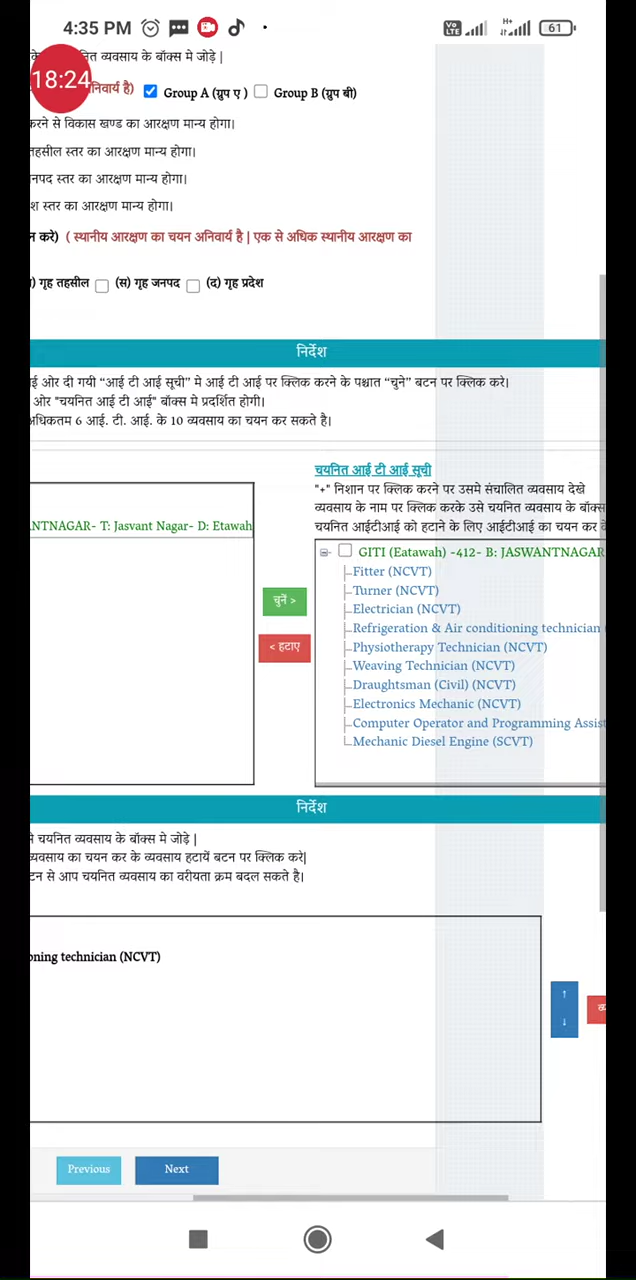 4:35 PM
VO LTE H+ 61
18:24
नित व्यवसाय के बॉक्स मे जोड़े |
निवार्य है) Group A (ग्रुप ए ) Group B (ग्रुप बी)
करने से विकास खण्ड का आरक्षण मान्य होगा।
तहसील स्तर का आरक्षण मान्य होगा।
नपद स्तर का आरक्षण मान्य होगा।
श स्तर का आरक्षण मान्य होगा।
न करे) ( स्थानीय आरक्षण का चयन अनिवार्य है | एक से अधिक स्थानीय आरक्षण का
) गृह तहसील (स) गृह जनपद (द) गृह प्रदेश
निर्देश
ई ओर दी गयी “आई टी आई सूची” मे आई टी आई पर क्लिक करने के पश्चात “चुने” बटन पर क्लिक करे।
ओर "चयनित आई टी आई" बॉक्स मे प्रदर्शित होगी।
अधिकतम 6 आई. टी. आई. के 10 व्यवसाय का चयन कर सकते है।
चयनित आई टी आई सूची
"+" निशान पर क्लिक करने पर उसमे संचालित व्यवसाय देखे
व्यवसाय के नाम पर क्लिक करके उसे चयनित व्यवसाय के बॉक्स
चयनित आईटीआई को हटाने के लिए आईटीआई का चयन कर के
NTNAGAR- T: Jasvant Nagar- D: Etawah
चुनें >
< हटाए
GITI (Eatawah) -412- B: JASWANTNAGAR
Fitter (NCVT)
Turner (NCVT)
Electrician (NCVT)
Refrigeration & Air conditioning technician (
Physiotherapy Technician (NCVT)
Weaving Technician (NCVT)
Draughtsman (Civil) (NCVT)
Electronics Mechanic (NCVT)
Computer Operator and Programming Assist
Mechanic Diesel Engine (SCVT)
निर्देश
से चयनित व्यवसाय के बॉक्स मे जोड़े |
व्यवसाय का चयन कर के व्यवसाय हटायें बटन पर क्लिक करे|
टन से आप चयनित व्यवसाय का वरीयता क्रम बदल सकते है।
oning technician (NCVT)
↑
↓
Previous Next